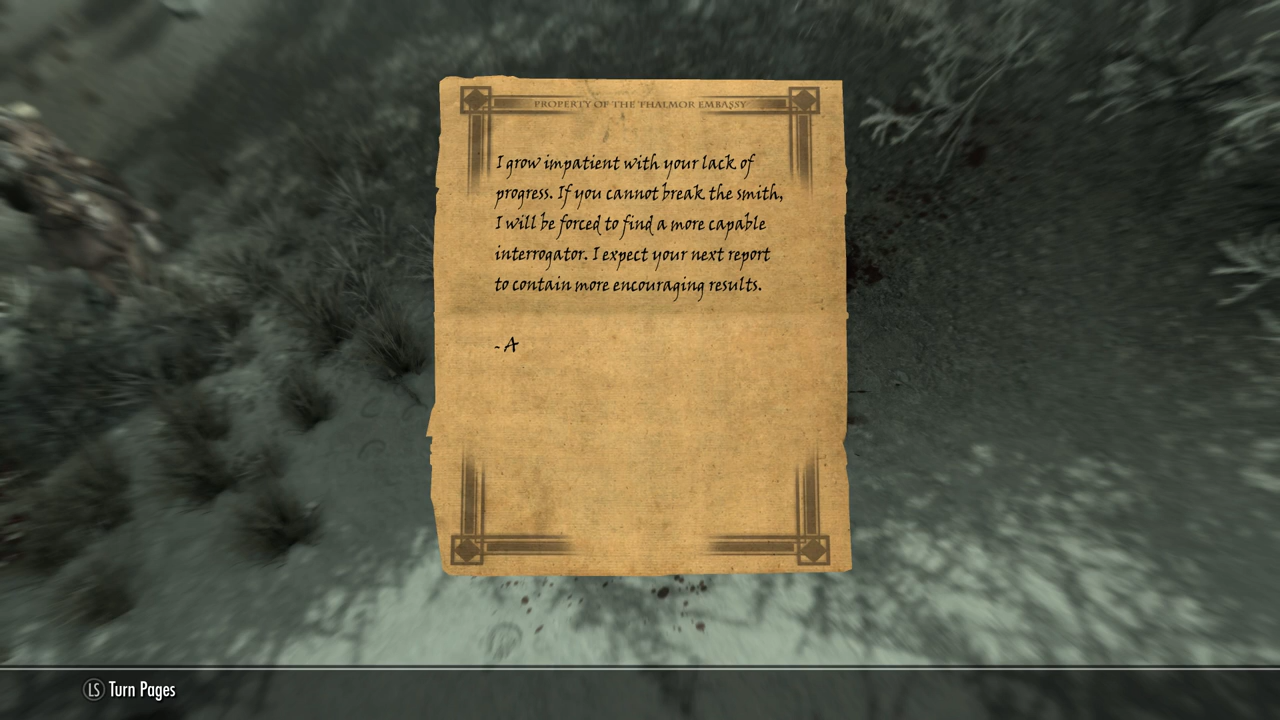 PROPERTY OF THE THALMOR EMBASSY
I grow impatient with your lack of
progress. If you cannot break the smith,
I will be forced to find a more capable
interrogator. I expect your next report
to contain more encouraging results.
- A
LS Turn Pages